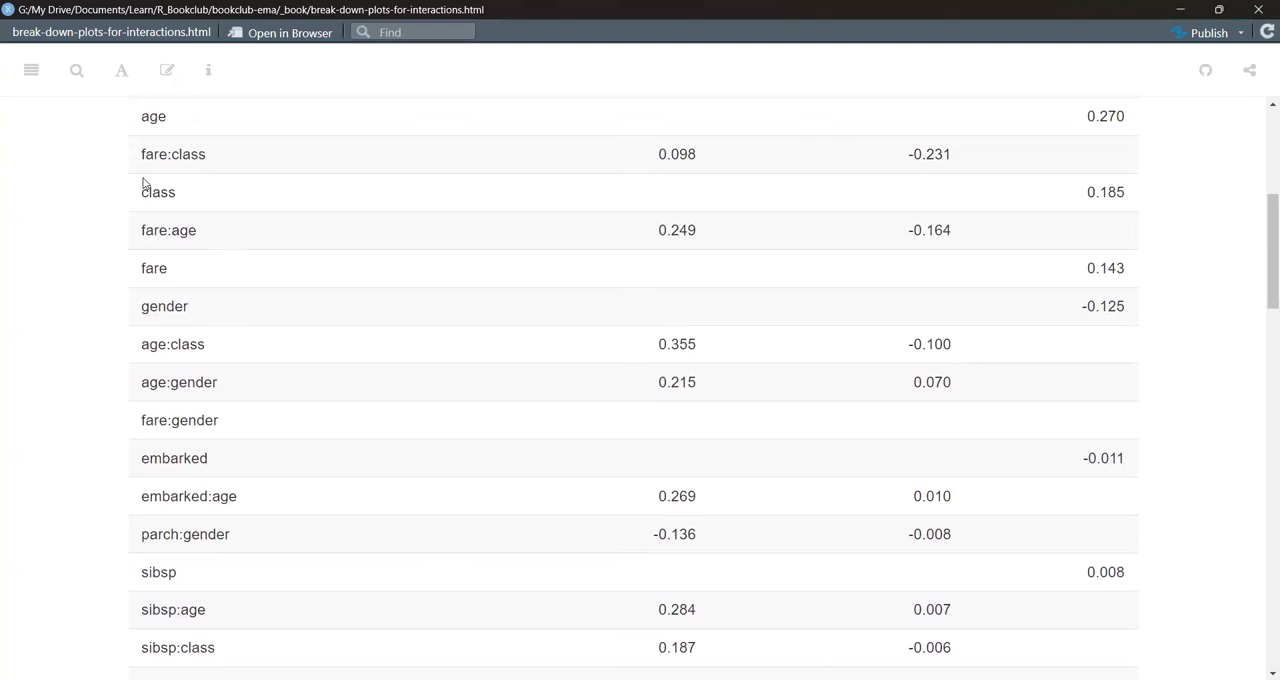 G:/My Drive/Documents/Learn/R_Bookclub/bookclub-ema/_book/break-down-plots-for-interactions.html
break-down-plots-for-interactions.html Open in Browser Find Publish
age 0.270
fare:class 0.098 -0.231
class 0.185
fare:age 0.249 -0.164
fare 0.143
gender -0.125
age:class 0.355 -0.100
age:gender 0.215 0.070
fare:gender
embarked -0.011
embarked:age 0.269 0.010
parch:gender -0.136 -0.008
sibsp 0.008
sibsp:age 0.284 0.007
sibsp:class 0.187 -0.006